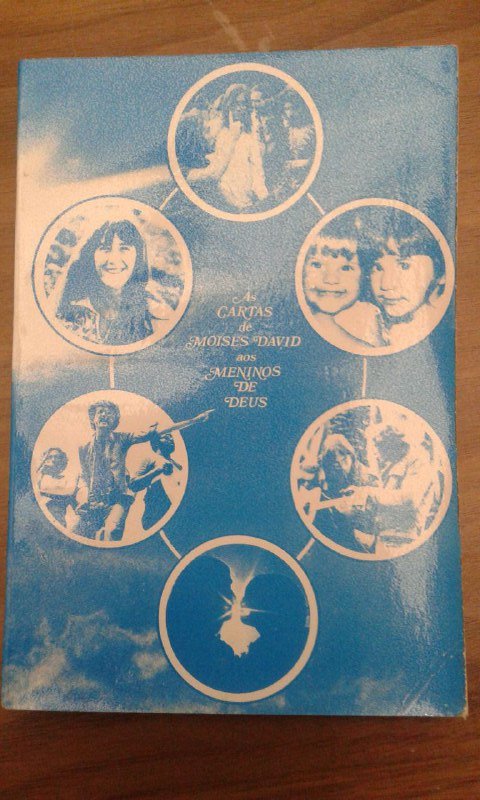 As
CARTAS
de
MOISES DAVID
aos
MENINOS
DE
DEUS